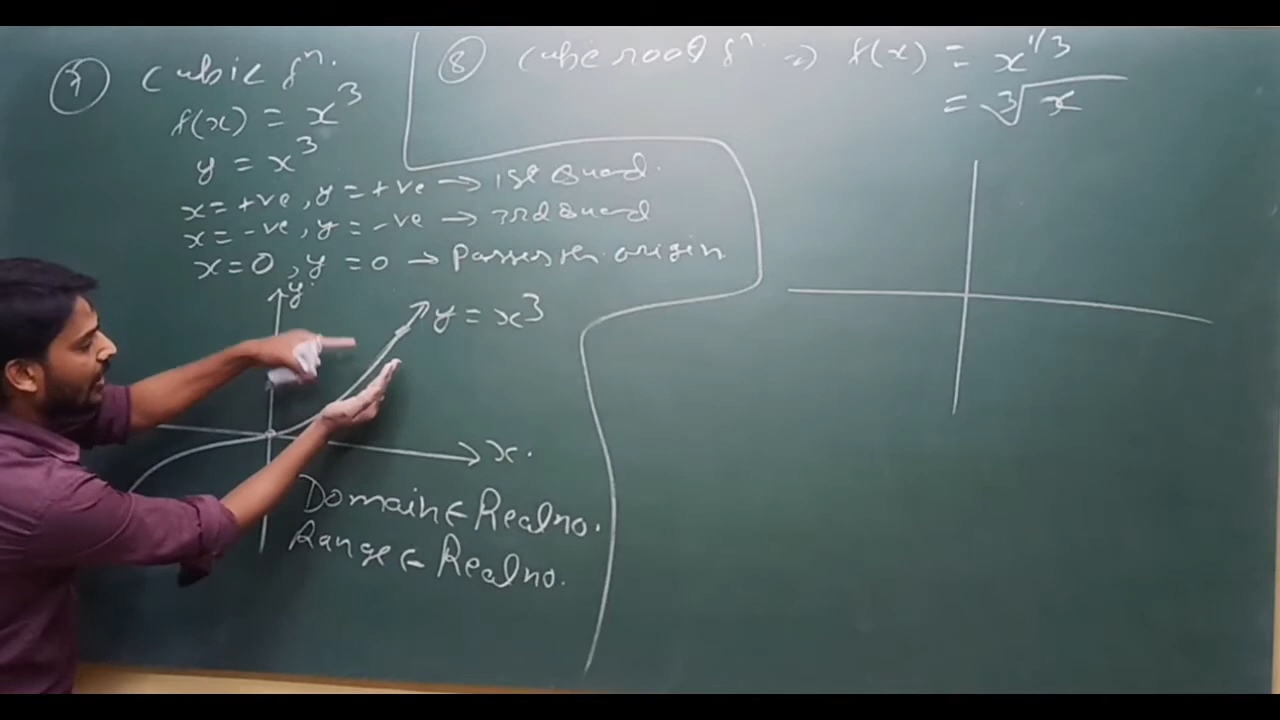 7 Cubic fⁿ.
f(x) = x³
y = x³
x=+ve, y=+ve → 1st Quad.
x=-ve, y=-ve → 3rd Quad
x=0, y=0 → Passes th. origin
y
y = x³
x.
Domain ∈ Real no.
Range ∈ Real no.
8 Cube root fⁿ. ⇒ f(x) = x^1/3
= ∛x